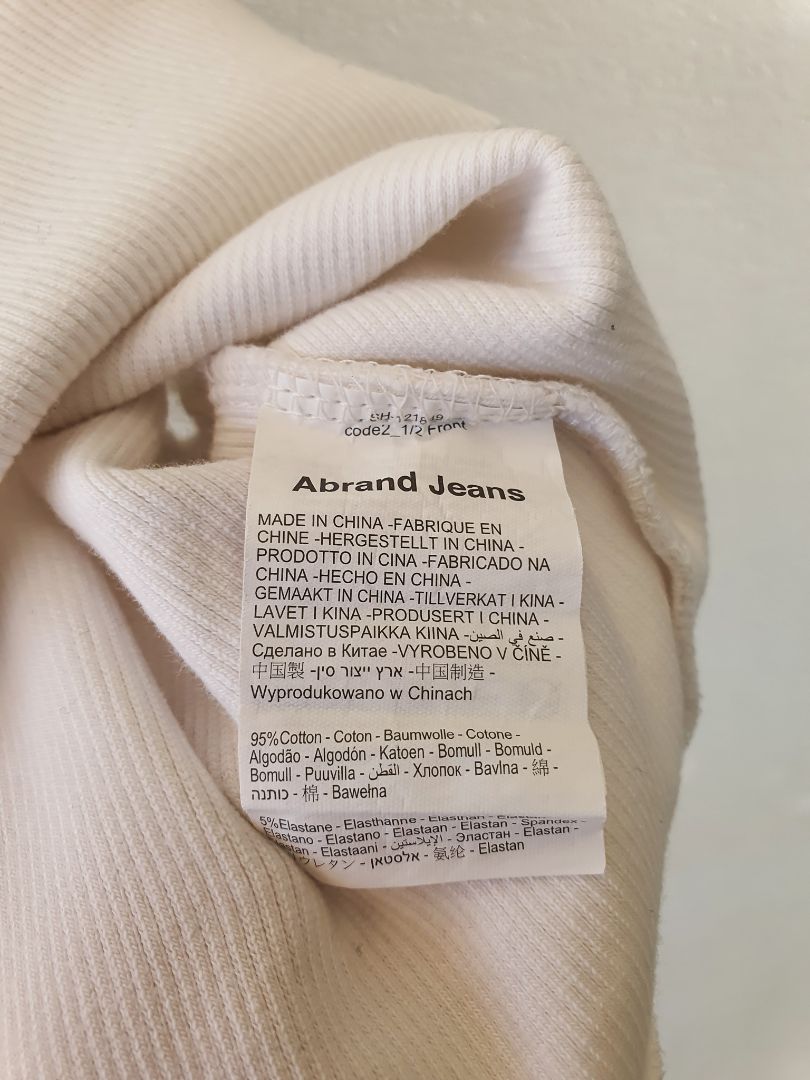 code2_1/2 Front
Abrand Jeans
MADE IN CHINA -FABRIQUE EN
CHINE -HERGESTELLT IN CHINA -
PRODOTTO IN CINA -FABRICADO NA
CHINA -HECHO EN CHINA -
GEMAAKT IN CHINA -TILLVERKAT I KINA -
LAVET I KINA -PRODUSERT I CHINA -
VALMISTUSPAIKKA KIINA -صنع في الصين -
Сделано в Китае -VYROBENO V ČÍNĚ -
中国製 -ארץ ייצור סין -中国制造 -
Wyprodukowano w Chinach
95%Cotton - Coton - Baumwolle - Cotone -
Algodão - Algodón - Katoen - Bomull - Bomuld -
Bomull - Puuvilla - القطن - Хлопок - Bavlna - 綿 -
כותנה - 棉 - Bawełna
5%Elastane - Elasthanne - Elasthan - Elastan -
Elastano - Elastano - Elastaan - Elastan - Spandex -
Elastaani - الإيلاستين - Эластан - Elastan -
ウレタン - אלסטאן - 氨纶 - Elastan